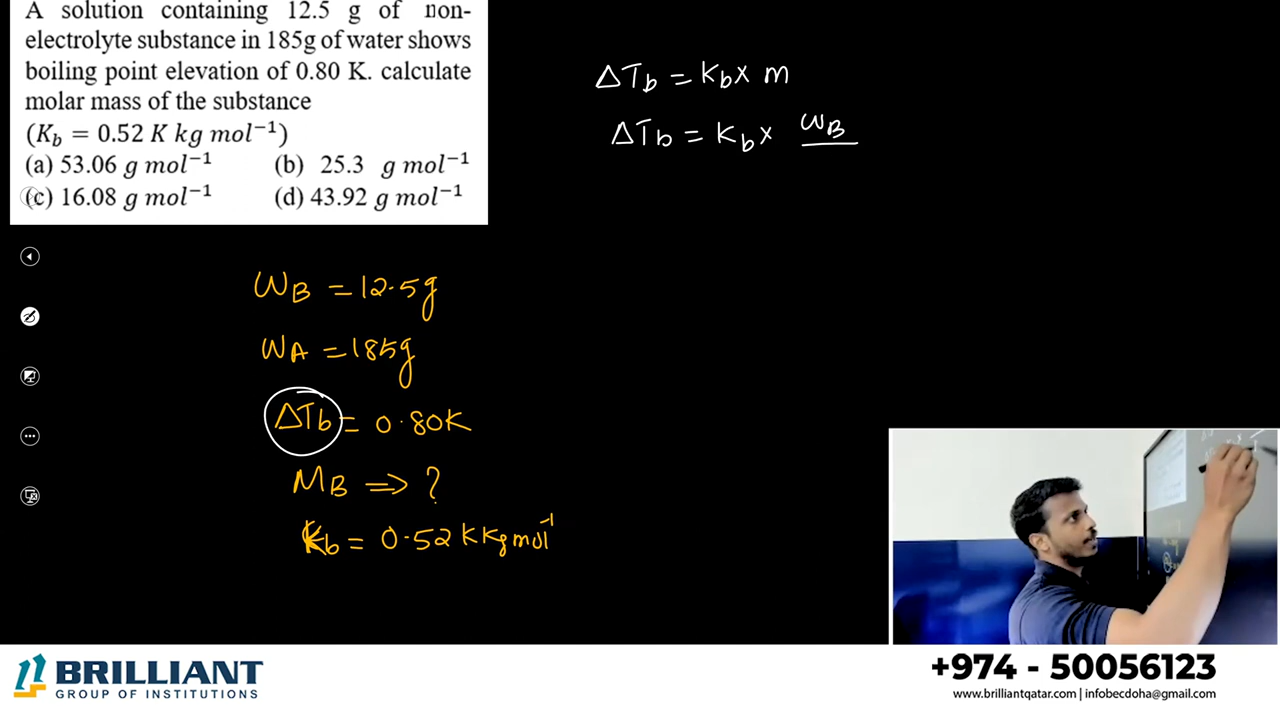 A solution containing 12.5 g of non-
electrolyte substance in 185g of water shows
boiling point elevation of 0.80 K. calculate
molar mass of the substance
(K_b = 0.52 K kg mol⁻¹)
(a) 53.06 g mol⁻¹ (b) 25.3 g mol⁻¹
(c) 16.08 g mol⁻¹ (d) 43.92 g mol⁻¹
ΔT_b = K_b × m
ΔT_b = K_b × W_B
W_B = 12.5g
W_A = 185g
ΔT_b = 0.80K
M_B => ?
K_b = 0.52 K Kg mol⁻¹
BRILLIANT
GROUP OF INSTITUTIONS
+974 - 50056123
www.brilliantqatar.com | infobecdoha@gmail.com